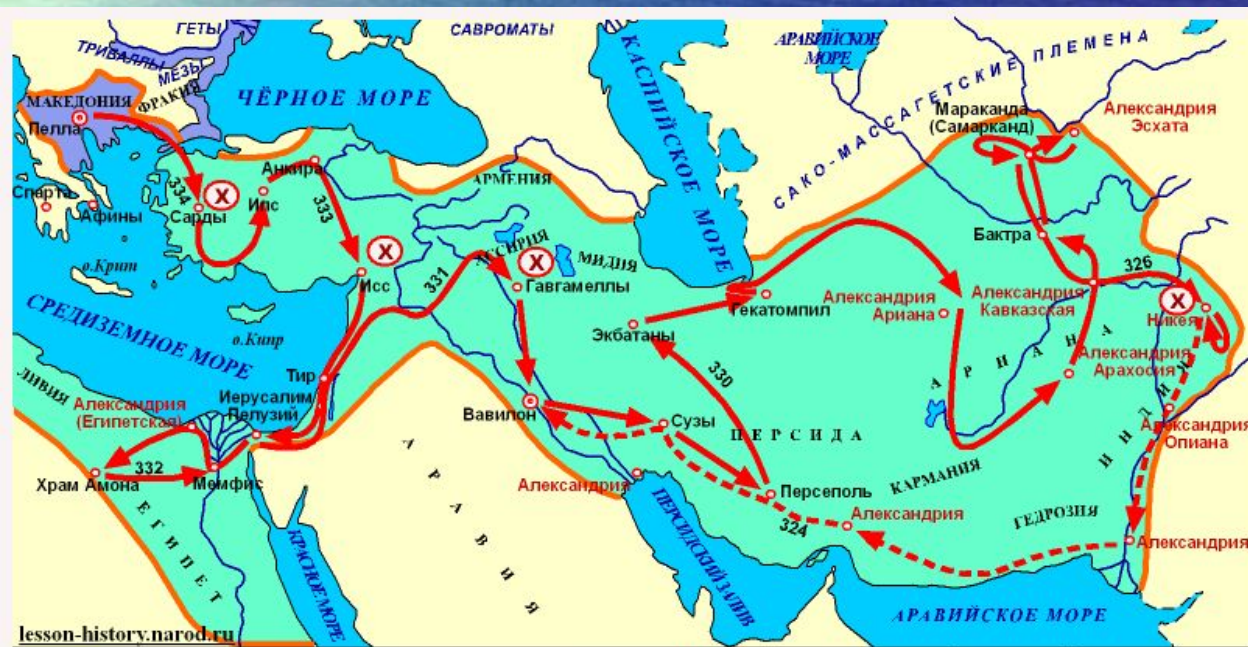 ГЕТЫ
ТРИБАЛЛЫ
МЕЗЫ
САВРОМАТЫ
КАСПИЙСКОЕ МОРЕ
АРАВИЙСКОЕ
МОРЕ
САКО-МАССАГЕТСКИЕ ПЛЕМЕНА
МАКЕДОНИЯ
ФРАКИЯ
Пелла
ЧЁРНОЕ МОРЕ
Мараканда
(Самарканд)
Александрия
Эсхата
Спарта
Афины
334
X
Сарды
Ипс
Анкира
333
АРМЕНИЯ
X
Исс
331
АССИРИЯ
X
Гавгамеллы
МИДИЯ
Бактра
326
о.Крит
СРЕДИЗЕМНОЕ МОРЕ
о.Кипр
Экбатаны
Гекатомпил
Александрия
Ариана
Александрия
Кавказская
X
Никея
АРИАНА
Александрия
Арахосия
ЛИВИЯ
Тир
Иерусалим
Пелузий
Александрия
(Египетская)
330
Вавилон
Сузы
ПЕРСИДА
ИНДИЯ
Александрия
Опиана
332
Храм Амона
Мемфис
АРАВИЯ
Александрия
Персеполь
КАРМАНИЯ
324
Александрия
ГЕДРОЗИЯ
Александрия
ЕГИПЕТ
КРАСНОЕ МОРЕ
ПЕРСИДСКИЙ ЗАЛИВ
АРАВИЙСКОЕ МОРЕ
lesson-history.narod.ru